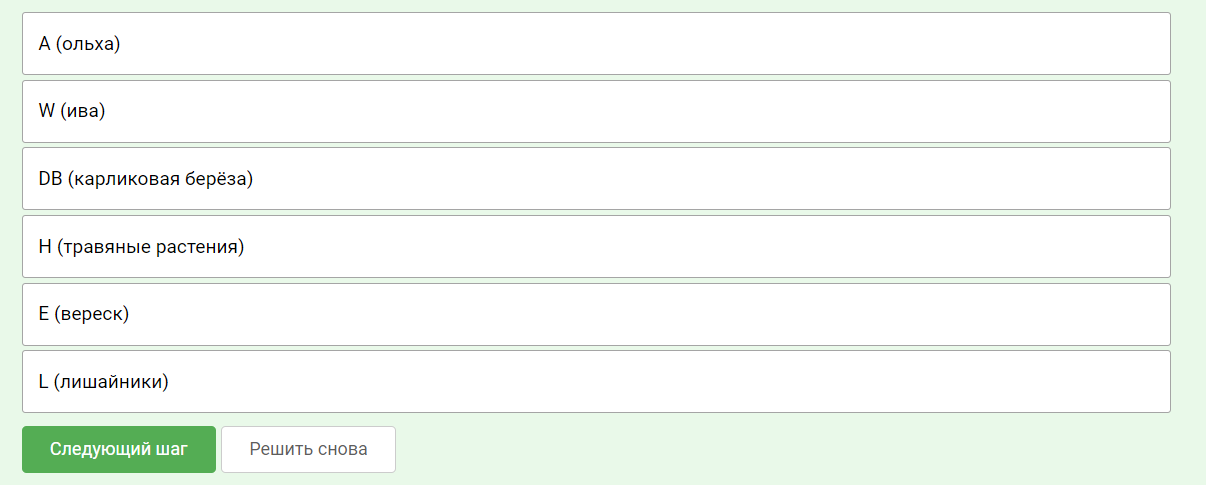 A (ольха)
W (ива)
DB (карликовая берёза)
H (травяные растения)
E (вереск)
L (лишайники)
Следующий шаг
Решить снова